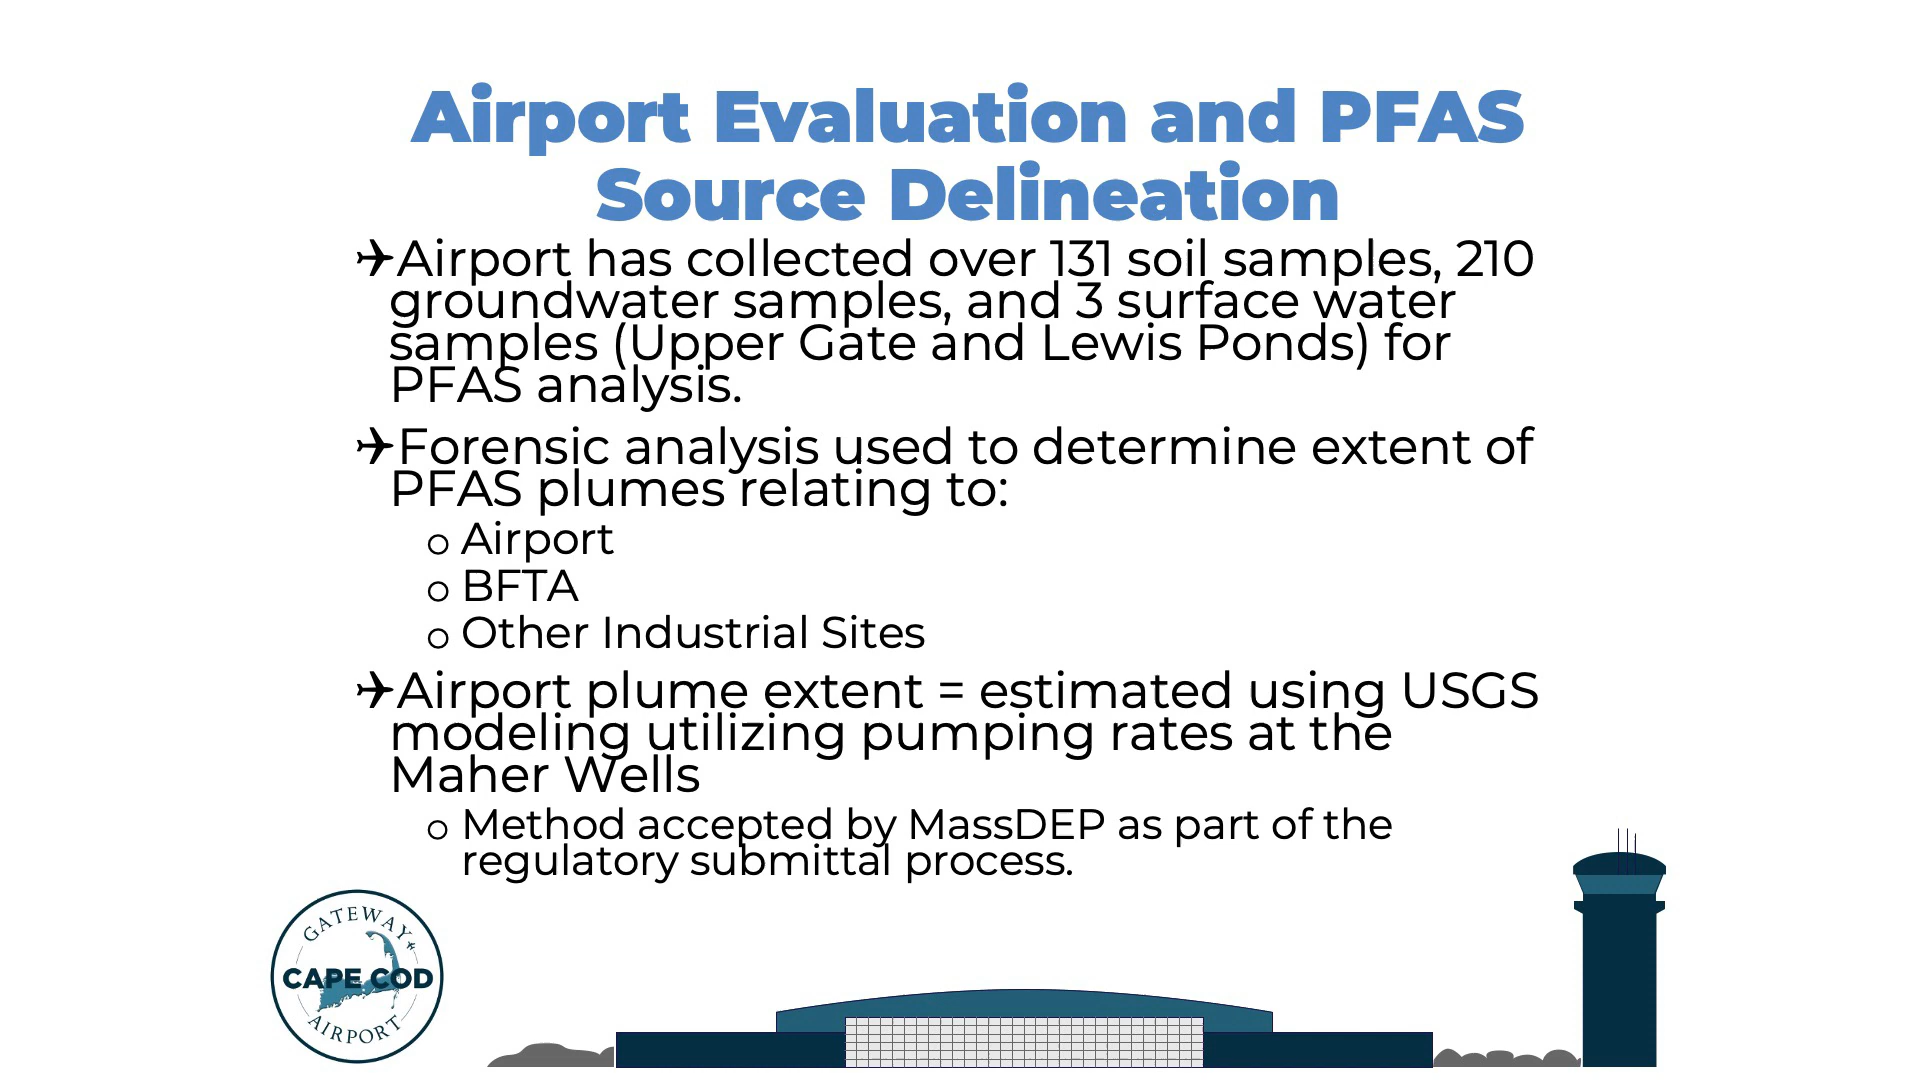 Airport Evaluation and PFAS
Source Delineation
✈Airport has collected over 131 soil samples, 210
groundwater samples, and 3 surface water
samples (Upper Gate and Lewis Ponds) for
PFAS analysis.
✈Forensic analysis used to determine extent of
PFAS plumes relating to:
o Airport
o BFTA
o Other Industrial Sites
✈Airport plume extent = estimated using USGS
modeling utilizing pumping rates at the
Maher Wells
o Method accepted by MassDEP as part of the
regulatory submittal process.
GATEWAY
CAPE COD
AIRPORT